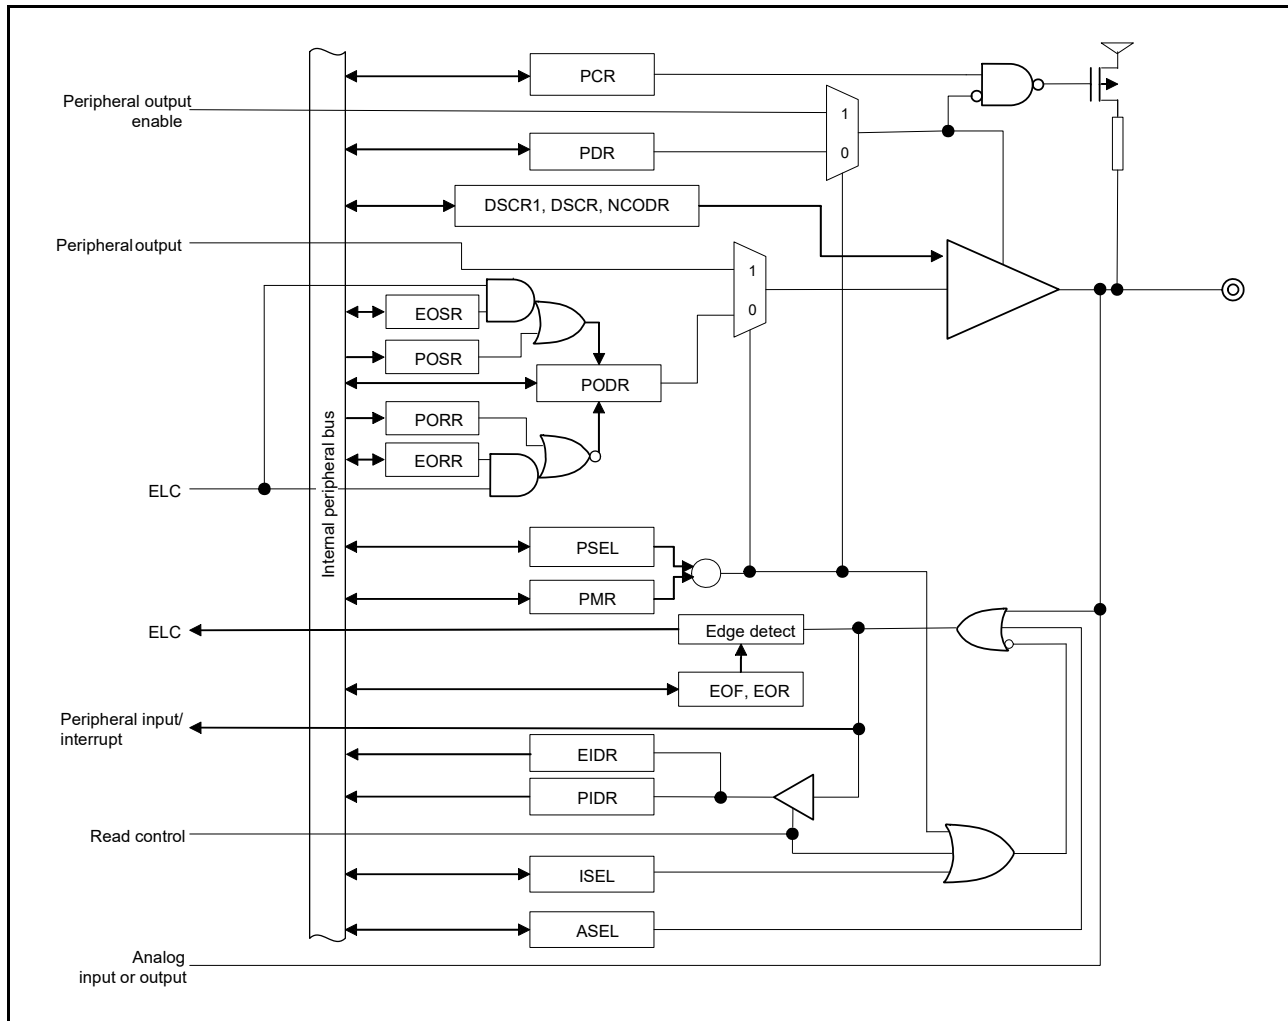 PCR
Peripheral output
enable
1
0
PDR
DSCR1, DSCR, NCODR
Peripheral output
1
0
EOSR
POSR
PODR
PORR
EORR
Internal peripheral bus
ELC
PSEL
PMR
ELC
Edge detect
EOF, EOR
Peripheral input/
interrupt
EIDR
PIDR
Read control
ISEL
ASEL
Analog
input or output